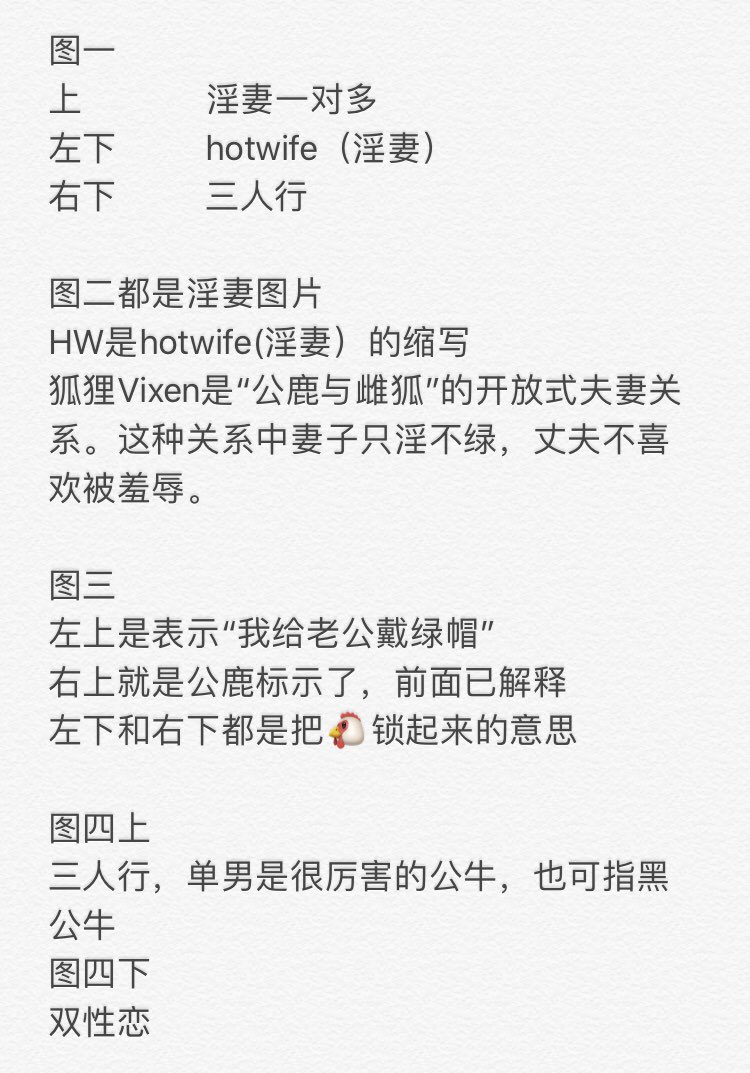 图一
上 淫妻一对多
左下 hotwife（淫妻）
右下 三人行
图二都是淫妻图片
HW是hotwife(淫妻）的缩写
狐狸Vixen是“公鹿与雌狐”的开放式夫妻关
系。这种关系中妻子只淫不绿，丈夫不喜
欢被羞辱。
图三
左上是表示“我给老公戴绿帽”
右上就是公鹿标示了，前面已解释
左下和右下都是把🐔锁起来的意思
图四上
三人行，单男是很厉害的公牛，也可指黑
公牛
图四下
双性恋